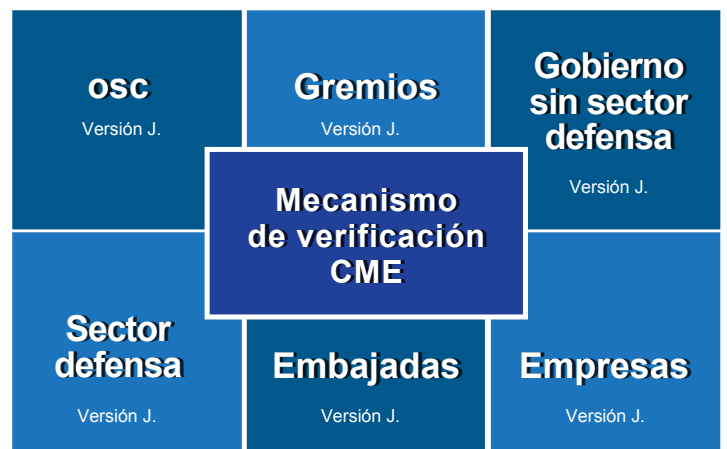 osc
Versión J.
Gremios
Versión J.
Gobierno
sin sector
defensa
Versión J.
Mecanismo
de verificación
CME
Sector
defensa
Versión J.
Embajadas
Versión J.
Empresas
Versión J.